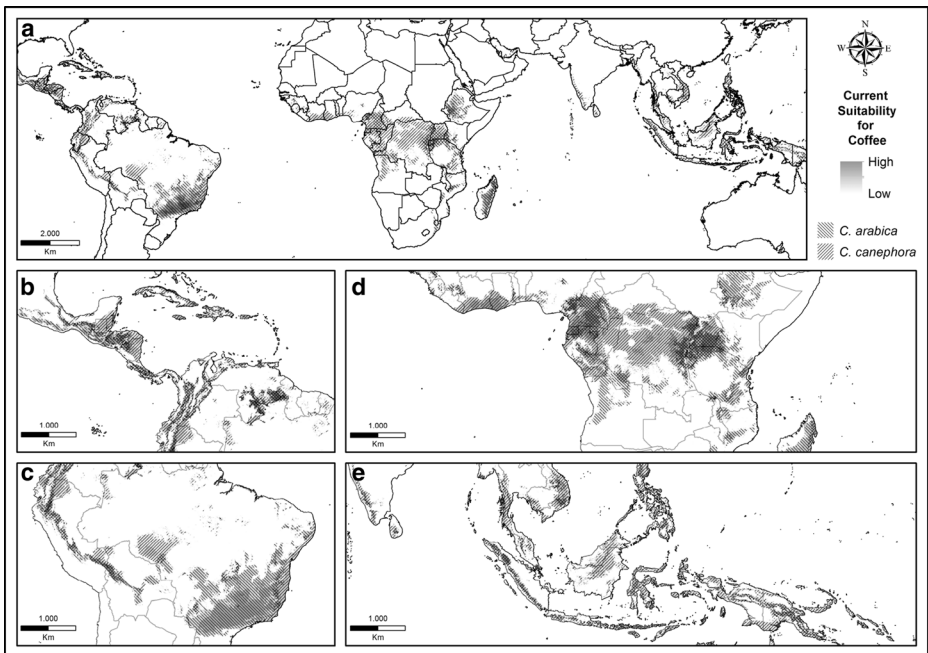 a
N
W E
S
Current
Suitability
for
Coffee
High
Low
2.000
Km
C. arabica
C. canephora
b
1.000
Km
d
1.000
Km
c
1.000
Km
e
1.000
Km